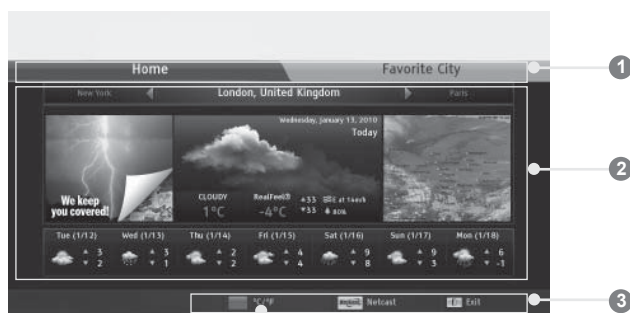 Home
Favorite City
1
New York
London, United Kingdom
Paris
2
Wednesday, January 13, 2010
Today
We keep
you covered!
CLOUDY
RealFeel®
1°C
-4°C
Tue (1/12)
Wed (1/13)
Thu (1/14)
Fri (1/15)
Sat (1/16)
Sun (1/17)
Mon (1/18)
3
2
3
1
2
2
4
4
9
8
9
3
6
-1
°C/°F
Netcast
Exit
3